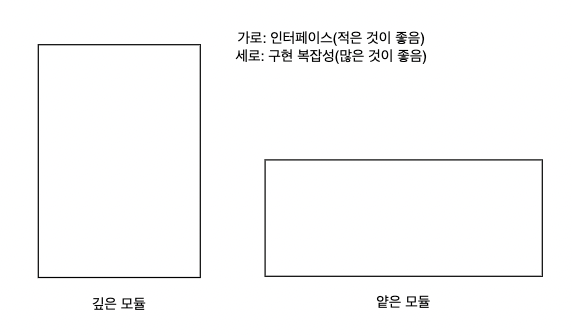 가로: 인터페이스(적은 것이 좋음)
세로: 구현 복잡성(많은 것이 좋음)
깊은 모듈
얕은 모듈